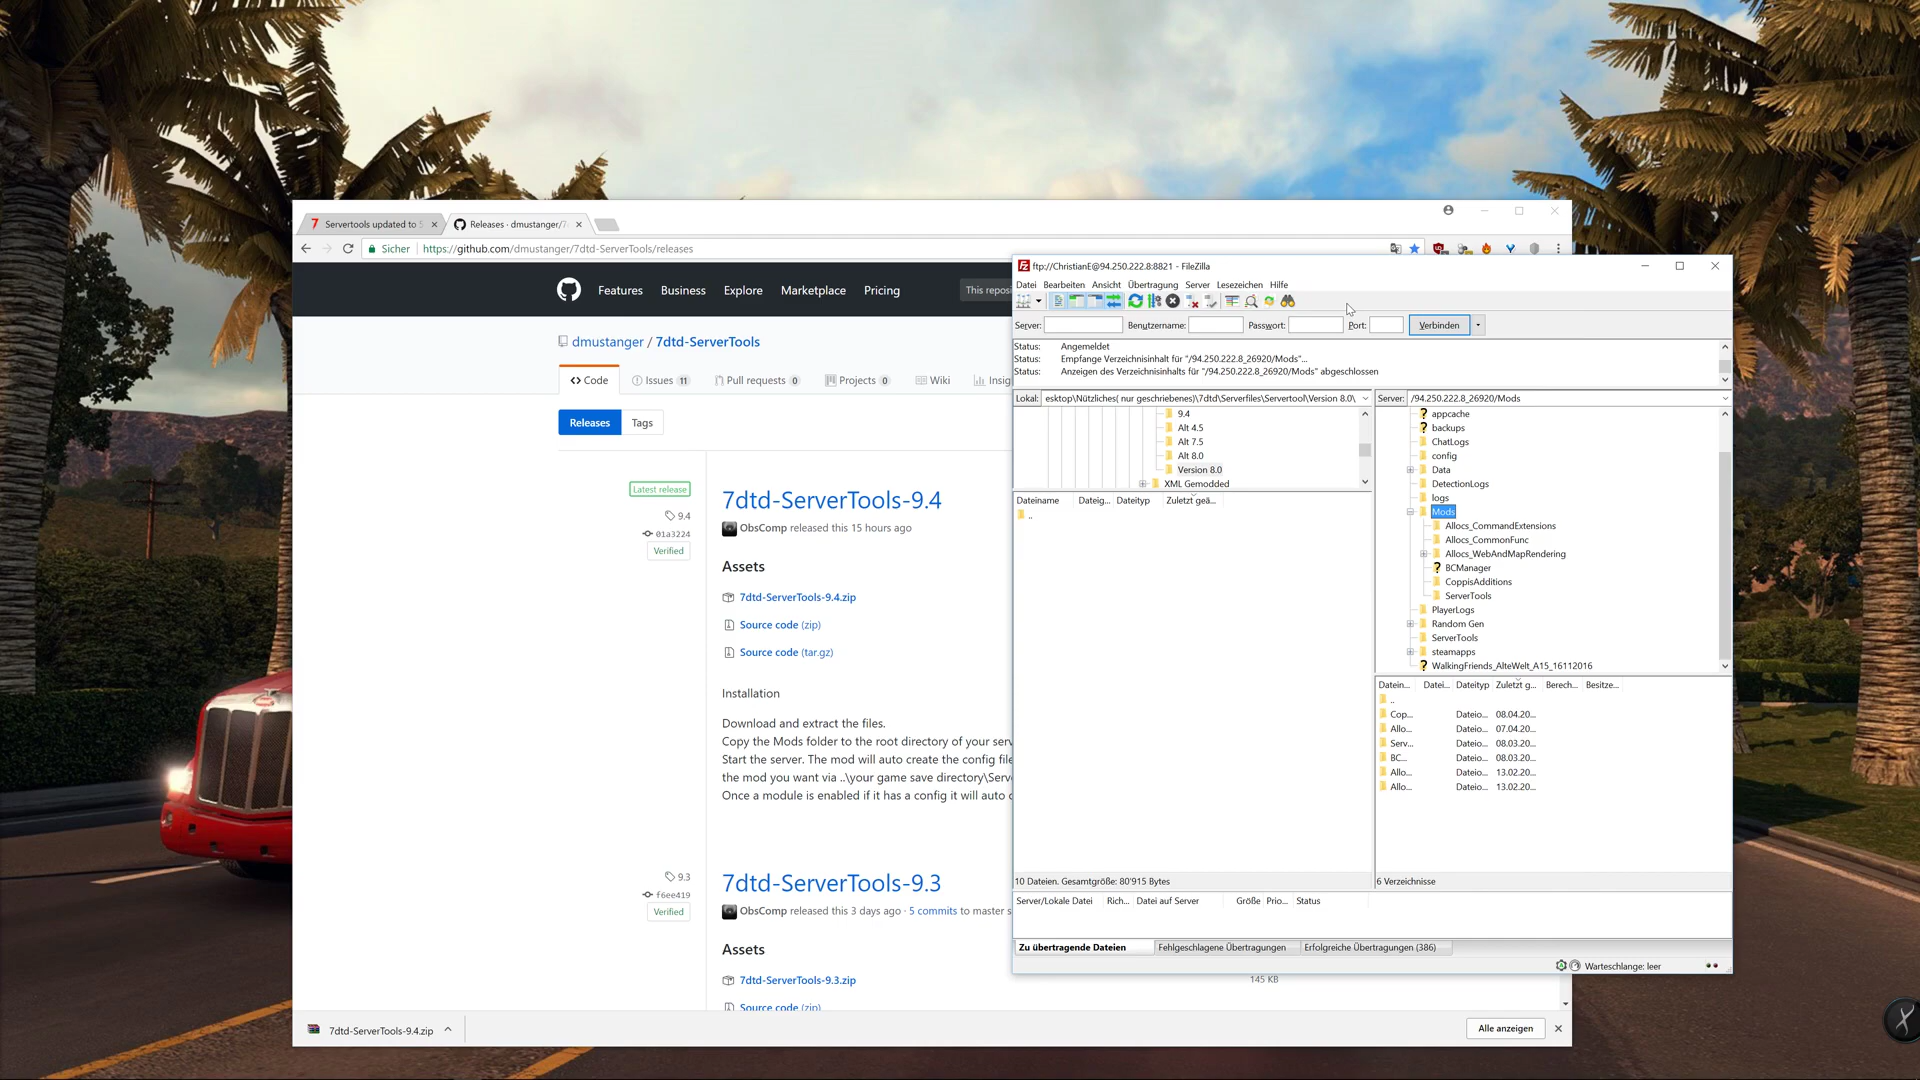 Servertools updated to 5
Releases · dmustanger/7
Sicher https://github.com/dmustanger/7dtd-ServerTools/releases
Features Business Explore Marketplace Pricing This reposi
dmustanger / 7dtd-ServerTools
Code Issues 11 Pull requests 0 Projects 0 Wiki Insig
Releases Tags
Latest release
9.4
01a3224
Verified
7dtd-ServerTools-9.4
ObsComp released this 15 hours ago
Assets
7dtd-ServerTools-9.4.zip
Source code (zip)
Source code (tar.gz)
Installation
Download and extract the files.
Copy the Mods folder to the root directory of your serv
Start the server. The mod will auto create the config file
the mod you want via ..\your game save directory\Serv
Once a module is enabled if it has a config it will auto c
9.3
f6ee419
Verified
7dtd-ServerTools-9.3
ObsComp released this 3 days ago · 5 commits to master s
Assets
7dtd-ServerTools-9.3.zip
145 KB
Source code (zip)
7dtd-ServerTools-9.4.zip
Alle anzeigen
ftp://ChristianE@94.250.222.8:8821 - FileZilla
Datei Bearbeiten Ansicht Übertragung Server Lesezeichen Hilfe
Server: Benutzername: Passwort: Port: Verbinden
Status: Angemeldet
Status: Empfange Verzeichnisinhalt für "/94.250.222.8_26920/Mods"...
Status: Anzeigen des Verzeichnisinhalts für "/94.250.222.8_26920/Mods" abgeschlossen
Lokal: esktop\Nützliches( nur geschriebenes)\7dtd\Serverfiles\Servertool\Version 8.0\
9.4
Alt 4.5
Alt 7.5
Alt 8.0
Version 8.0
XML Gemodded
Dateiname Dateig... Dateityp Zuletzt geä...
..
10 Dateien. Gesamtgröße: 80'915 Bytes
Server: /94.250.222.8_26920/Mods
appcache
backups
ChatLogs
config
Data
DetectionLogs
logs
Mods
Allocs_CommandExtensions
Allocs_CommonFunc
Allocs_WebAndMapRendering
BCManager
CoppisAdditions
ServerTools
PlayerLogs
Random Gen
ServerTools
steamapps
WalkingFriends_AlteWelt_A15_16112016
Datein... Datei... Dateityp Zuletzt g... Berech... Besitze...
..
Cop... Dateio... 08.04.20...
Allo... Dateio... 07.04.20...
Serv... Dateio... 08.03.20...
BC... Dateio... 08.03.20...
Allo... Dateio... 13.02.20...
Allo... Dateio... 13.02.20...
6 Verzeichnisse
Server/Lokale Datei Rich... Datei auf Server Größe Prio... Status
Zu übertragende Dateien Fehlgeschlagene Übertragungen Erfolgreiche Übertragungen (386)
Warteschlange: leer